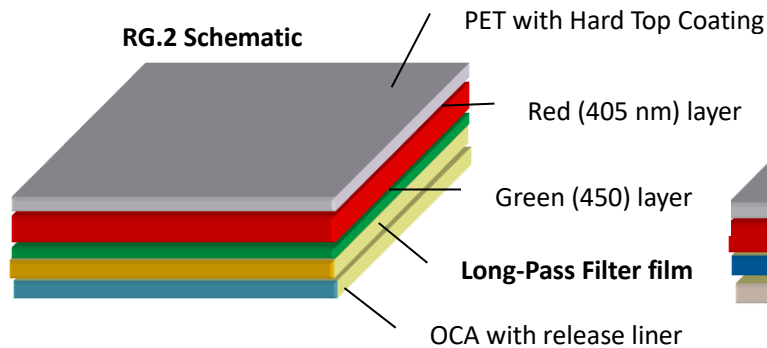 PET with Hard Top Coating
RG.2 Schematic
Red (405 nm) layer
Green (450) layer
Long-Pass Filter film
OCA with release liner